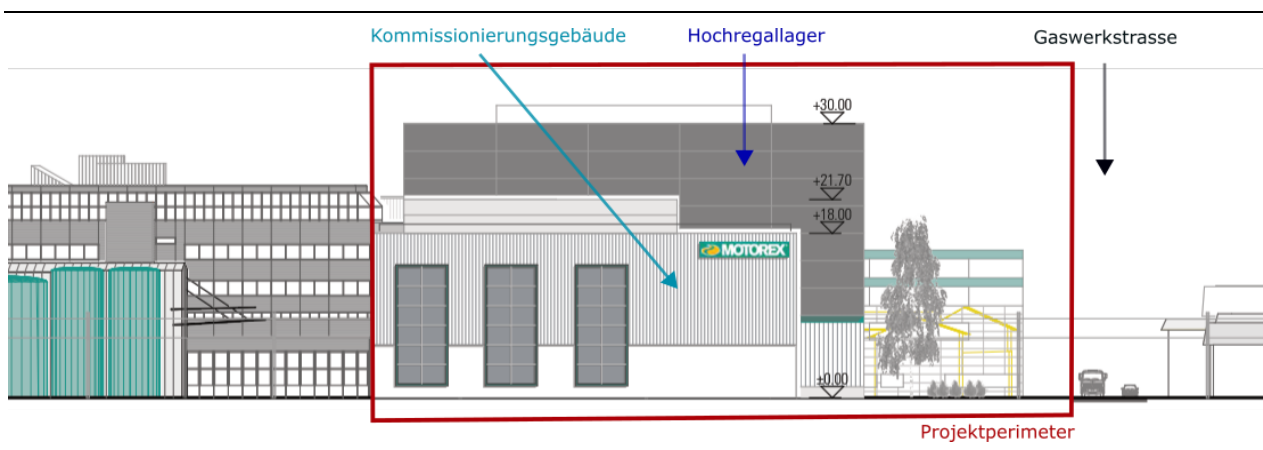 Kommissionierungsgebäude
Hochregallager
Gaswerkstrasse
+30.00
+21.70
+18.00
MOTOREX
±0.00
Projektperimeter